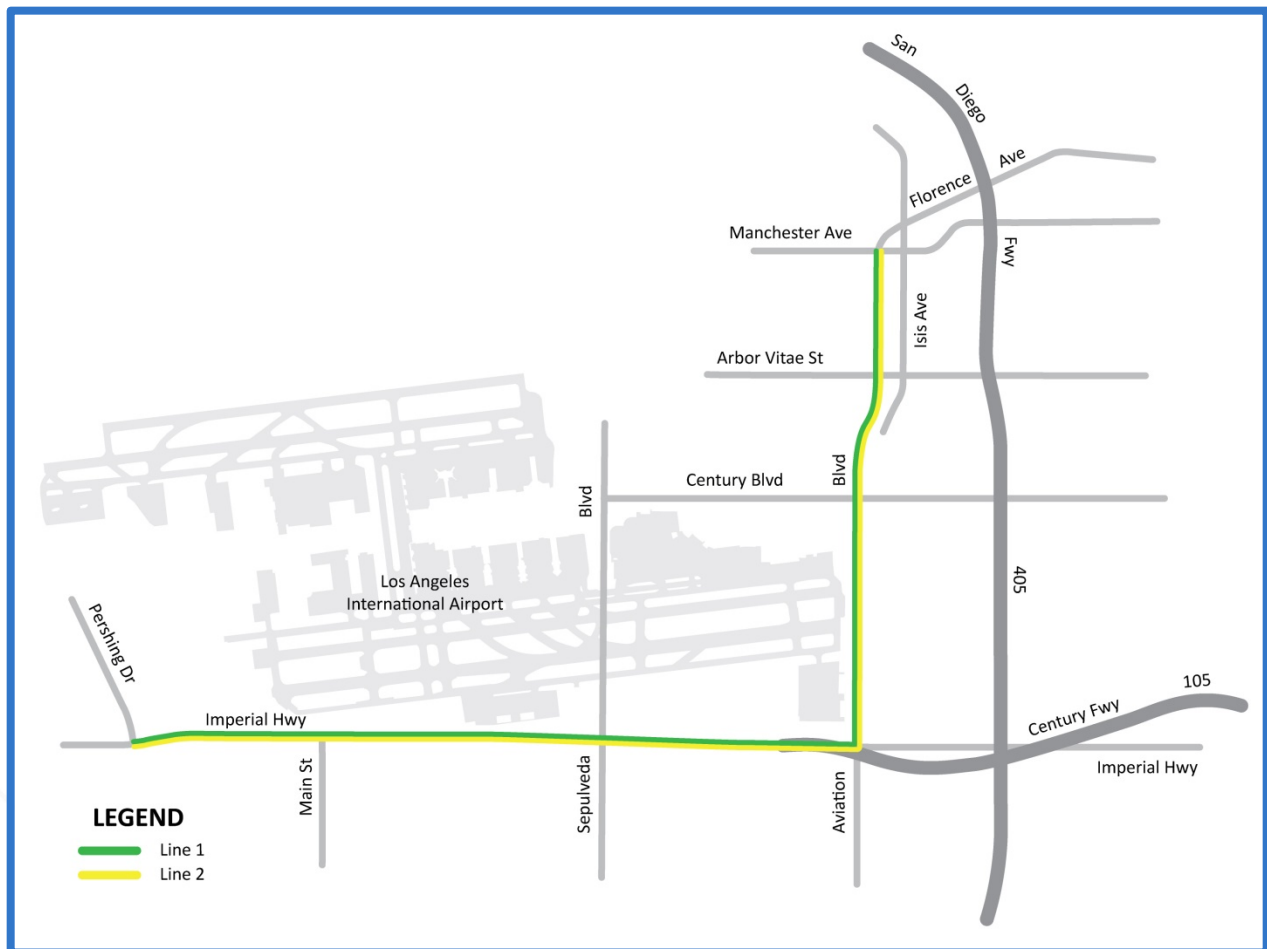 San
Diego
Fwy
405
Florence
Ave
Manchester Ave
Isis Ave
Arbor Vitae St
Century Blvd
Blvd
Blvd
Los Angeles
International Airport
Pershing Dr
Imperial Hwy
Main St
Sepulveda
Aviation
Century Fwy
105
Imperial Hwy
LEGEND
Line 1
Line 2